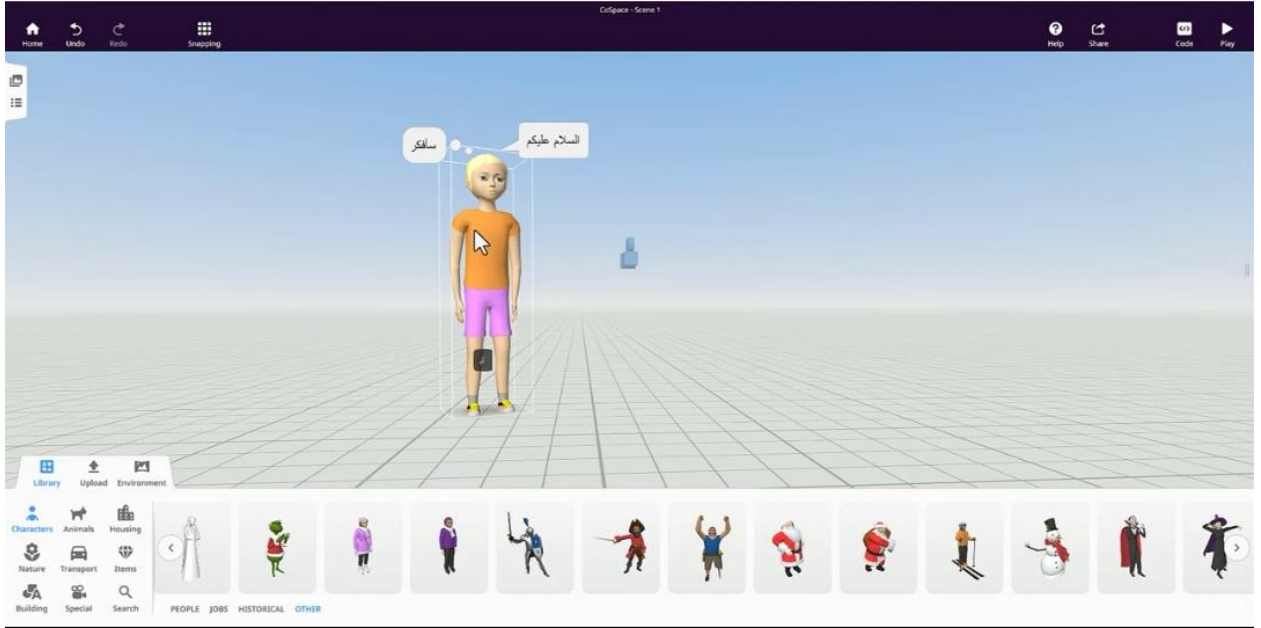 CoSpace - Scene 1
Home Undo Redo Snapping Help Share Code Play
سأفكر
السلام عليكم
Library Upload Environment
Characters Animals Housing
Nature Transport Items
Building Special Search
PEOPLE JOBS HISTORICAL OTHER